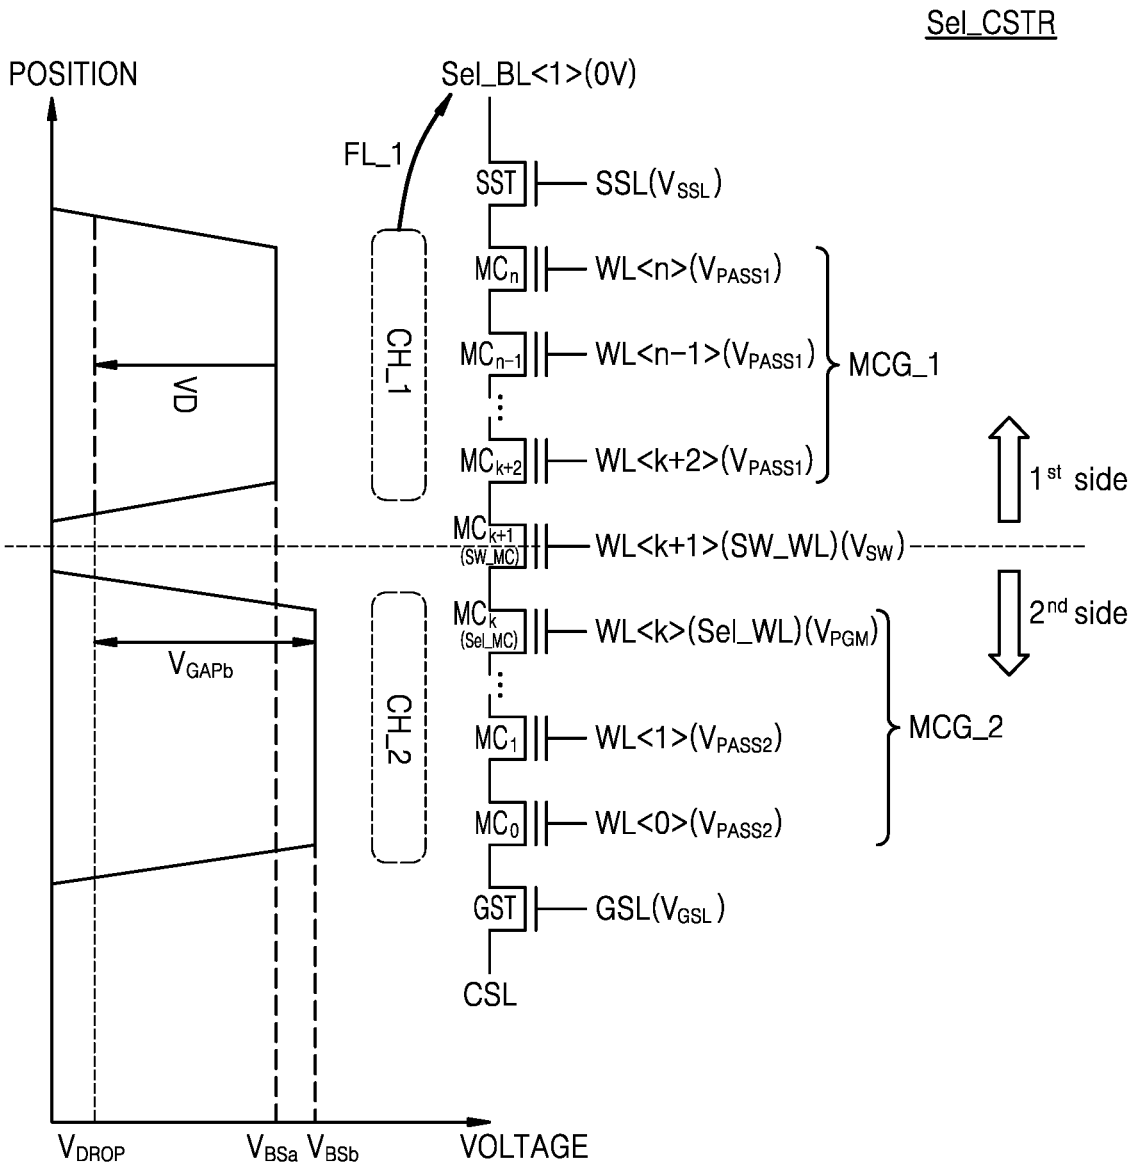 Sel_CSTR
POSITION
Sel_BL<1>(0V)
FL_1
SST
SSL(VSSL)
MCn
WL<n>(VPASS1)
MCn-1
WL<n-1>(VPASS1)
MCG_1
CH_1
VD
MCk+2
WL<k+2>(VPASS1)
1st side
MCk+1
(SW_MC)
WL<k+1>(SW_WL)(VSW)
2nd side
MCk
(Sel_MC)
WL<k>(Sel_WL)(VPGM)
VGAPb
CH_2
MCG_2
MC1
WL<1>(VPASS2)
MC0
WL<0>(VPASS2)
GST
GSL(VGSL)
CSL
VDROP
VBSa
VBSb
VOLTAGE